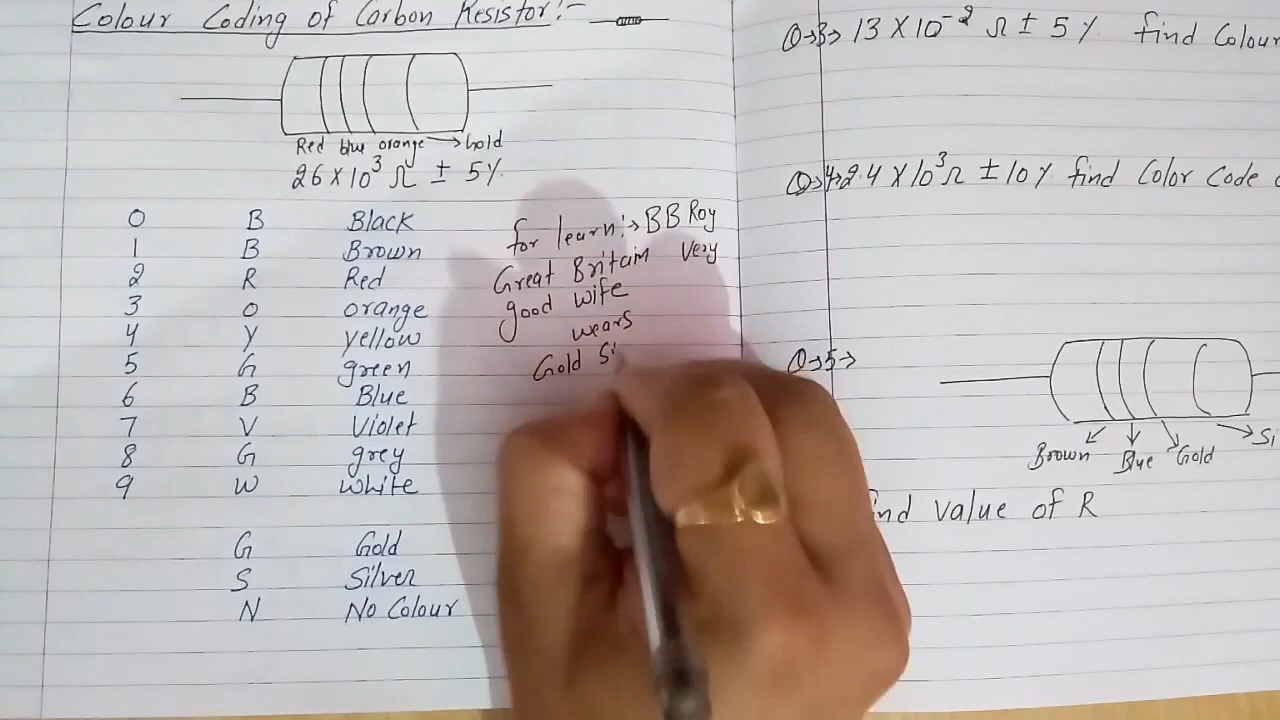 Colour Coding of Carbon Resistor:-
Red blue orange → Gold
26 × 10³ Ω ± 5%
0 B Black
1 B Brown
2 R Red
3 O orange
4 Y yellow
5 G green
6 B Blue
7 V Violet
8 G grey
9 W White
G Gold
S Silver
N No Colour
for learn:→ BB Roy
Great Britain Very
good wife
wears
Gold Si
Q→3→ 13 × 10⁻² Ω ± 5% find Colour
Q→4→2.4 × 10³ Ω ± 10% find Color Code
Q→5→
Brown Blue Gold Si
find value of R